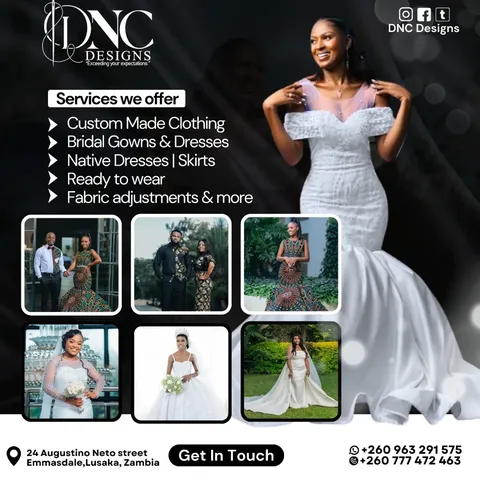 DNC
DESIGNS
"Exceeding your expectations"
DNC Designs
Services we offer
Custom Made Clothing
Bridal Gowns & Dresses
Native Dresses | Skirts
Ready to wear
Fabric adjustments & more
24 Augustino Neto street
Emmasdale,Lusaka, Zambia
Get In Touch
+260 963 291 575
+260 777 472 463